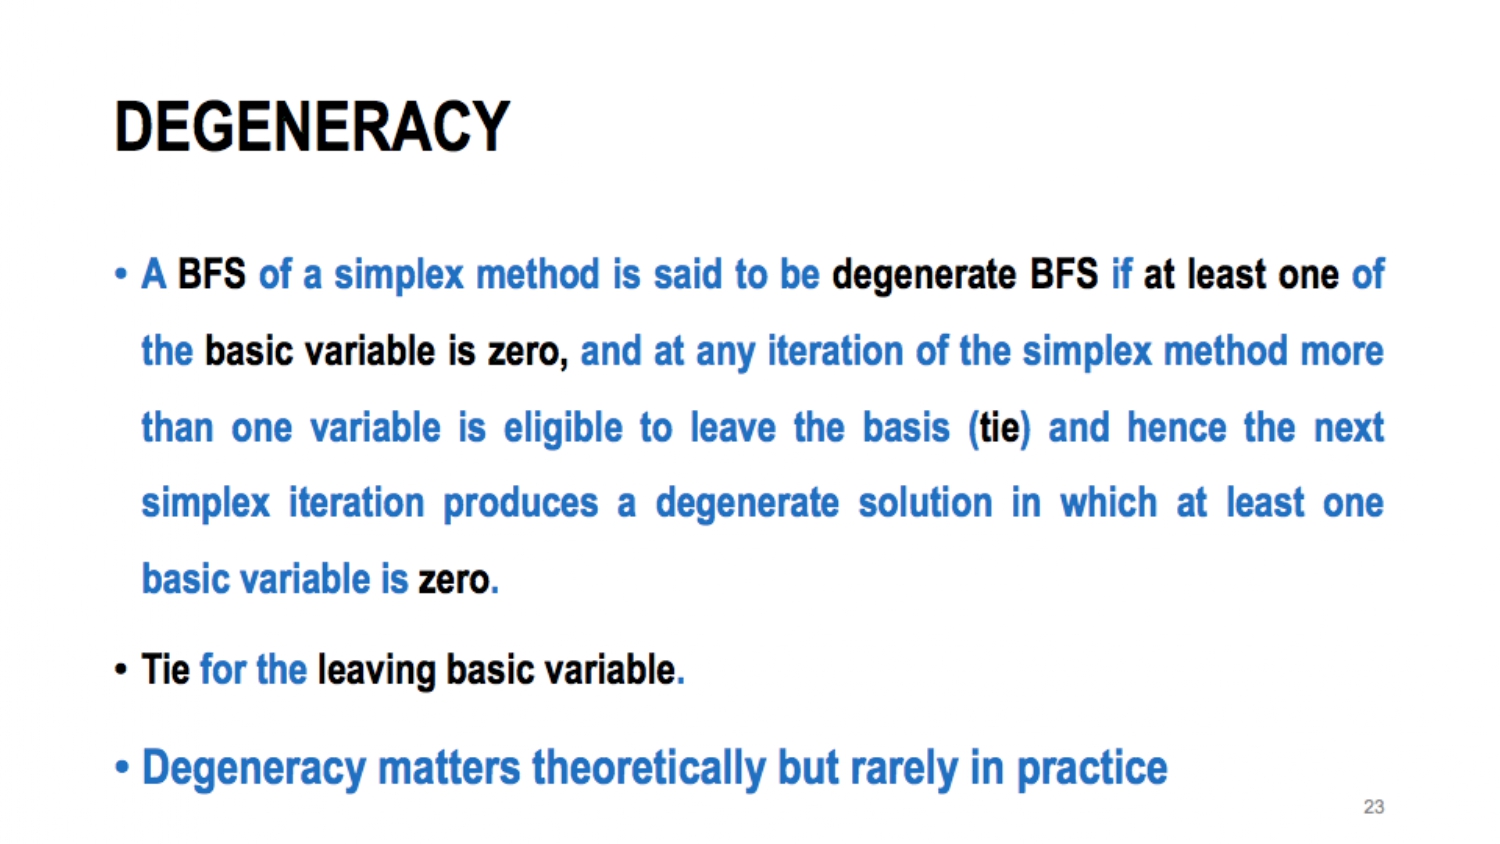 DEGENERACY
• A BFS of a simplex method is said to be degenerate BFS if at least one of
the basic variable is zero, and at any iteration of the simplex method more
than one variable is eligible to leave the basis (tie) and hence the next
simplex iteration produces a degenerate solution in which at least one
basic variable is zero.
• Tie for the leaving basic variable.
• Degeneracy matters theoretically but rarely in practice
23